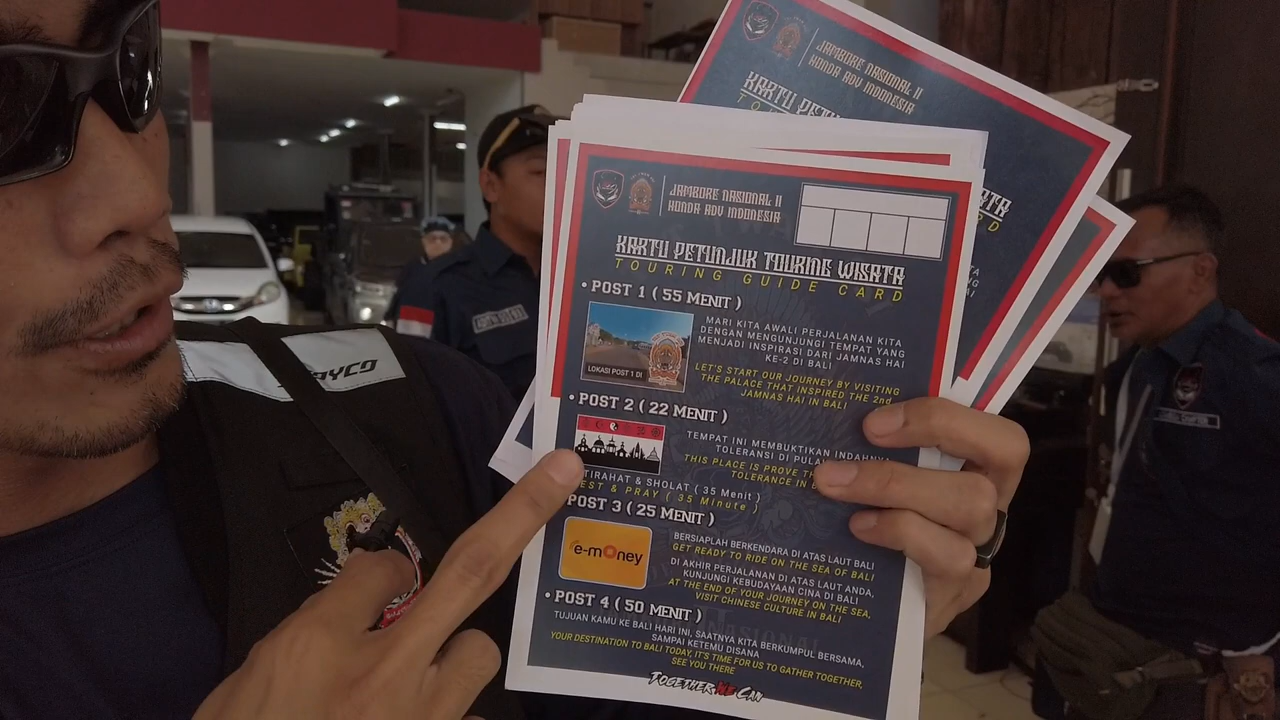 JAMBORE NASIONAL II
HONDA ADV INDONESIA
KARTU PETUNJUK TOURING WISATA
TOURING GUIDE CARD
• POST 1 ( 55 MENIT )
LOKASI POST 1 DI
MARI KITA AWALI PERJALANAN KITA
DENGAN MENGUNJUNGI TEMPAT YANG
MENJADI INSPIRASI DARI JAMNAS HAI
KE-2 DI BALI
LET'S START OUR JOURNEY BY VISITING
THE PALACE THAT INSPIRED THE 2nd
JAMNAS HAI IN BALI
• POST 2 ( 22 MENIT )
TEMPAT INI MEMBUKTIKAN INDAHNYA
TOLERANSI DI PULAU
THIS PLACE IS PROVE
TOLERANCE IN
TIRAHAT & SHOLAT ( 35 Menit )
EST & PRAY ( 35 Minute )
POST 3 ( 25 MENIT )
e-money
BERSIAPLAH BERKENDARA DI ATAS LAUT BALI
GET READY TO RIDE ON THE SEA OF BALI
DI AKHIR PERJALANAN DI ATAS LAUT ANDA,
KUNJUNGI KEBUDAYAAN CINA DI BALI
AT THE END OF YOUR JOURNEY ON THE SEA,
VISIT CHINESE CULTURE IN BALI
• POST 4 ( 50 MENIT )
TUJUAN KAMU KE BALI HARI INI, SAATNYA KITA BERKUMPUL BERSAMA,
SAMPAI KETEMU DISANA
YOUR DESTINATION TO BALI TODAY, IT'S TIME FOR US TO GATHER TOGETHER,
SEE YOU THERE
TOGETHER WE CAN
JAMBORE NASIONAL II
HONDA ADV INDONESIA
KARTU